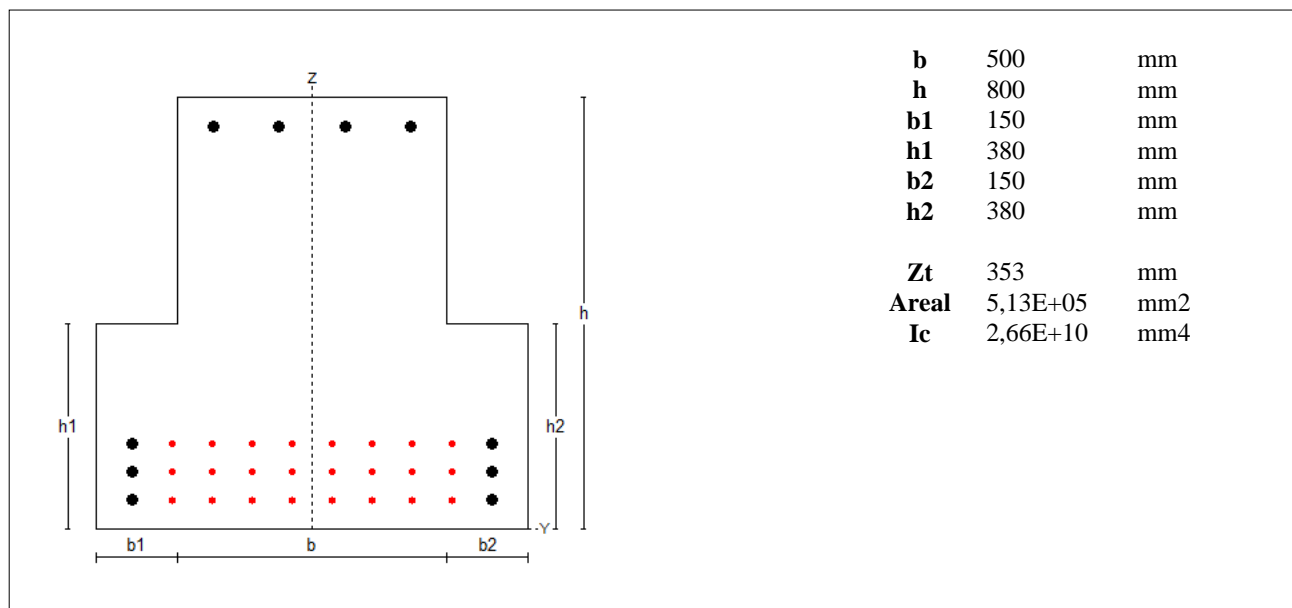 b 500 mm
h 800 mm
b1 150 mm
h1 380 mm
b2 150 mm
h2 380 mm
Zt 353 mm
Areal 5,13E+05 mm2
Ic 2,66E+10 mm4
Z
h
h1
h2
Y
b1 b b2